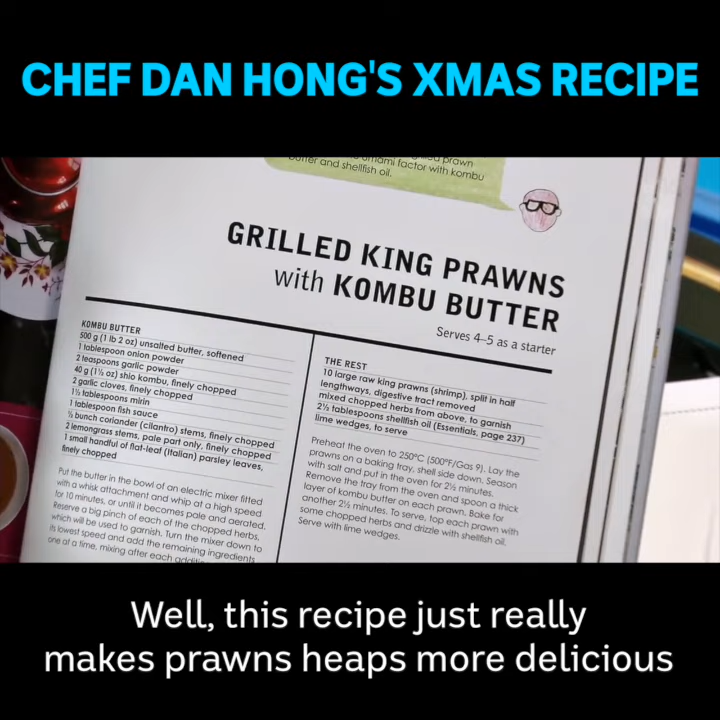 CHEF DAN HONG'S XMAS RECIPE
prawn
umami factor with kombu
butter and shellfish oil.
GRILLED KING PRAWNS
with KOMBU BUTTER
Serves 4–5 as a starter
KOMBU BUTTER
500 g (1 lb 2 oz) unsalted butter, softened
1 tablespoon onion powder
2 teaspoons garlic powder
40 g (1½ oz) shio kombu, finely chopped
2 garlic cloves, finely chopped
1½ tablespoons mirin
1 tablespoon fish sauce
½ bunch coriander (cilantro) stems, finely chopped
2 lemongrass stems, pale part only, finely chopped
1 small handful of flat-leaf (Italian) parsley leaves,
finely chopped
Put the butter in the bowl of an electric mixer fitted
with a whisk attachment and whip at a high speed
for 10 minutes, or until it becomes pale and aerated.
Reserve a big pinch of each of the chopped herbs,
which will be used to garnish. Turn the mixer down to
its lowest speed and add the remaining ingredients
one at a time, mixing after each
THE REST
10 large raw king prawns (shrimp), split in half
lengthways, digestive tract removed
mixed chopped herbs from above, to garnish
2½ tablespoons shellfish oil (Essentials, page 237)
lime wedges, to serve
Preheat the oven to 250°C (500°F/Gas 9). Lay the
prawns on a baking tray, shell side down. Season
with salt and put in the oven for 2½ minutes.
Remove the tray from the oven and spoon a thick
layer of kombu butter on each prawn. Bake for
another 2½ minutes. To serve, top each prawn with
some chopped herbs and drizzle with shellfish oil.
Serve with lime wedges.
Well, this recipe just really
makes prawns heaps more delicious